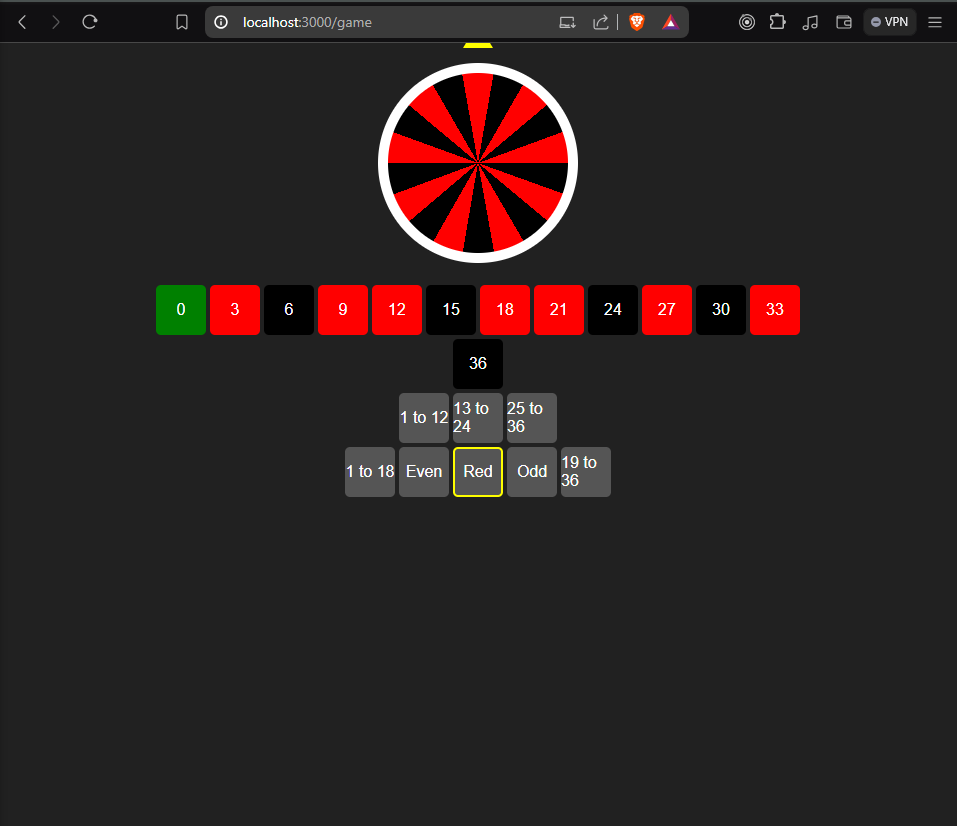 localhost:3000/game
VPN
0 3 6 9 12 15 18 21 24 27 30 33
36
1 to 12 13 to 24 25 to 36
1 to 18 Even Red Odd 19 to 36